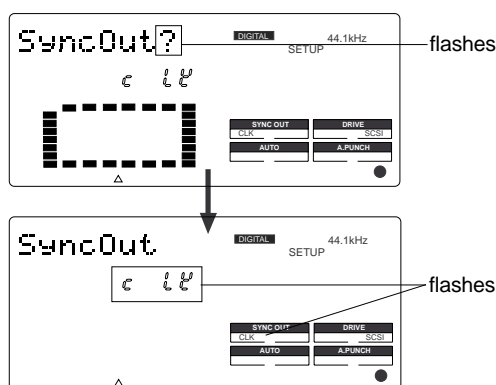 SyncOut?
DIGITAL
44.1kHz
SETUP
flashes
c lk
SYNC OUT
DRIVE
CLK
SCSI
AUTO
A.PUNCH
SyncOut
DIGITAL
44.1kHz
SETUP
c lk
flashes
SYNC OUT
DRIVE
CLK
SCSI
AUTO
A.PUNCH